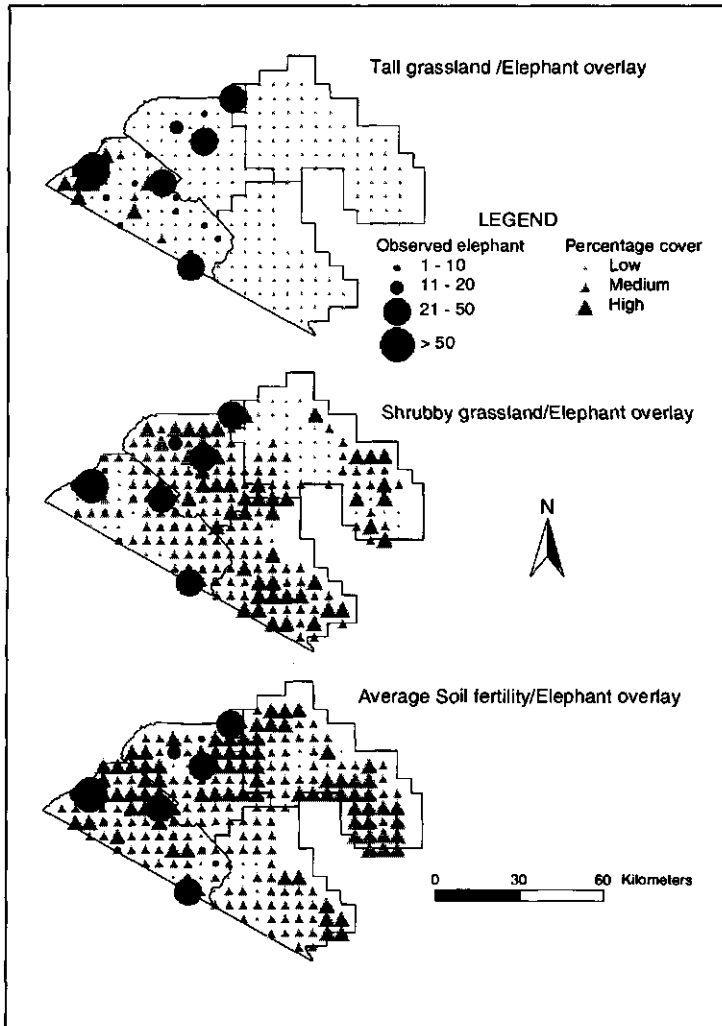 Tall grassland /Elephant overlay
LEGEND
Observed elephant
1 - 10
11 - 20
21 - 50
> 50
Percentage cover
Low
Medium
High
Shrubby grassland/Elephant overlay
N
Average Soil fertility/Elephant overlay
0 30 60 Kilometers